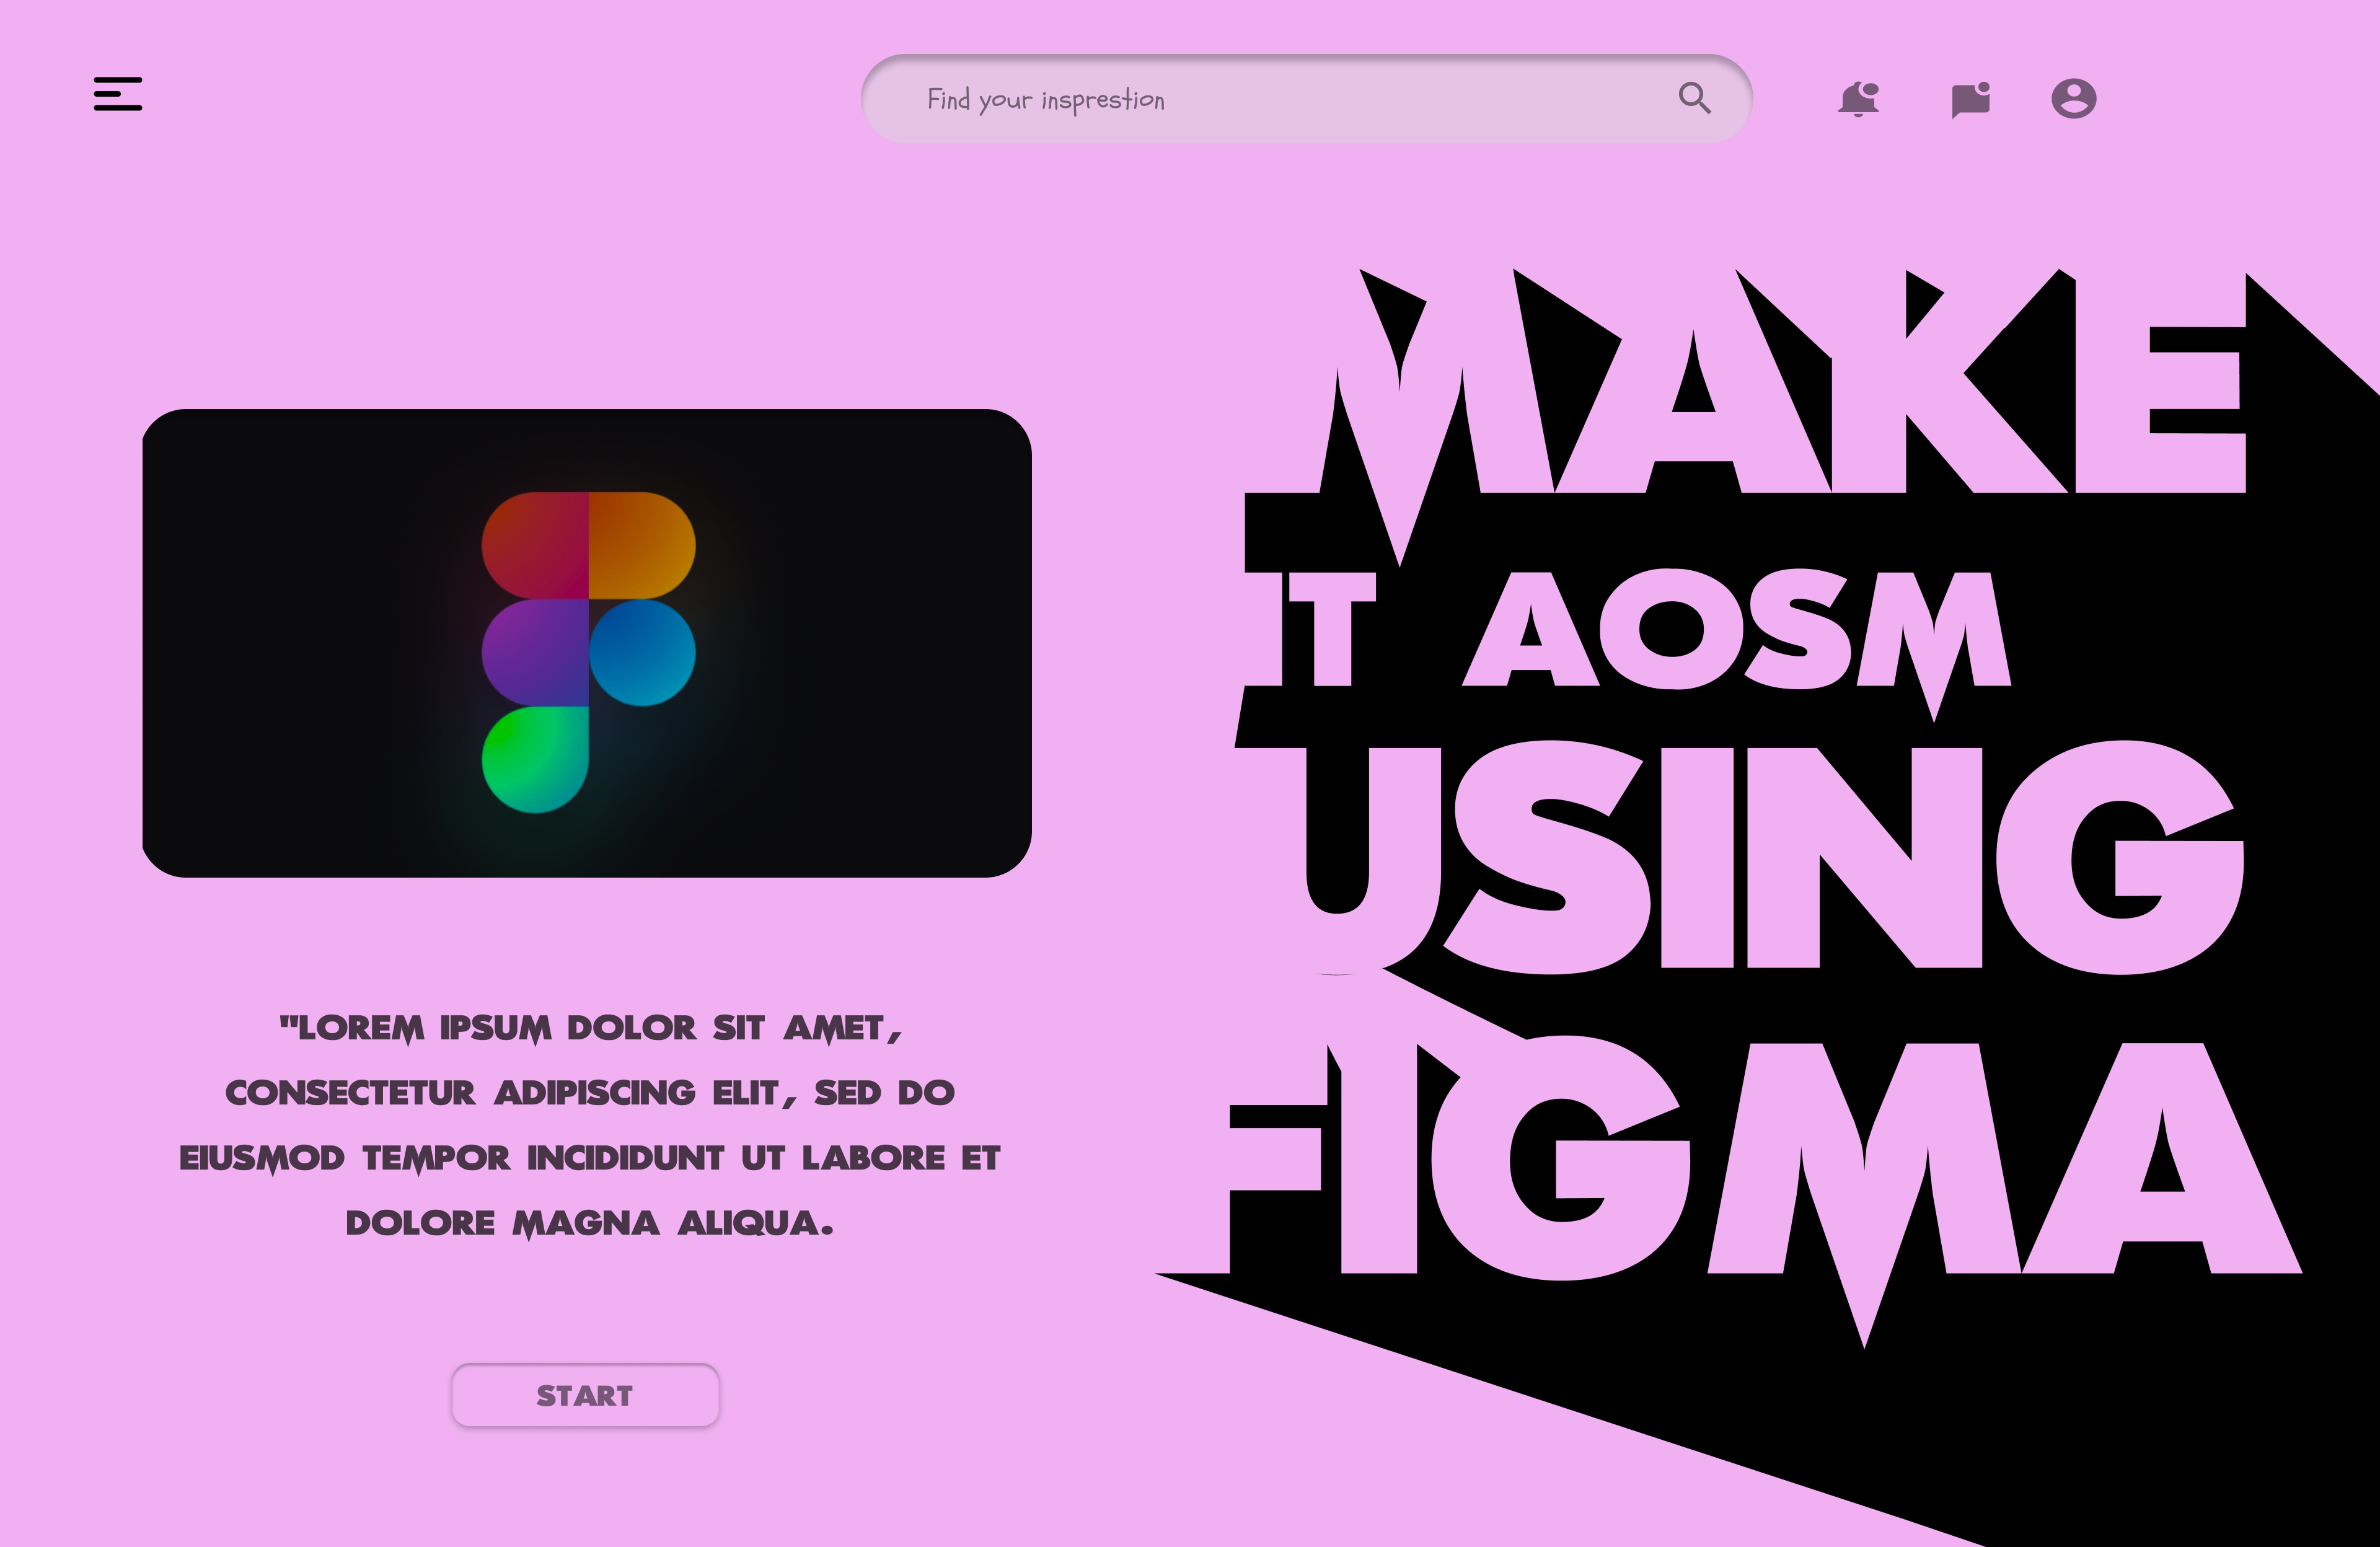 Find your insprestion
MAKE
IT AOSM
USING
FIGMA
"LOREM IPSUM DOLOR SIT AMET,
CONSECTETUR ADIPISCING ELIT, SED DO
EIUSMOD TEMPOR INCIDIDUNT UT LABORE ET
DOLORE MAGNA ALIQUA.
START